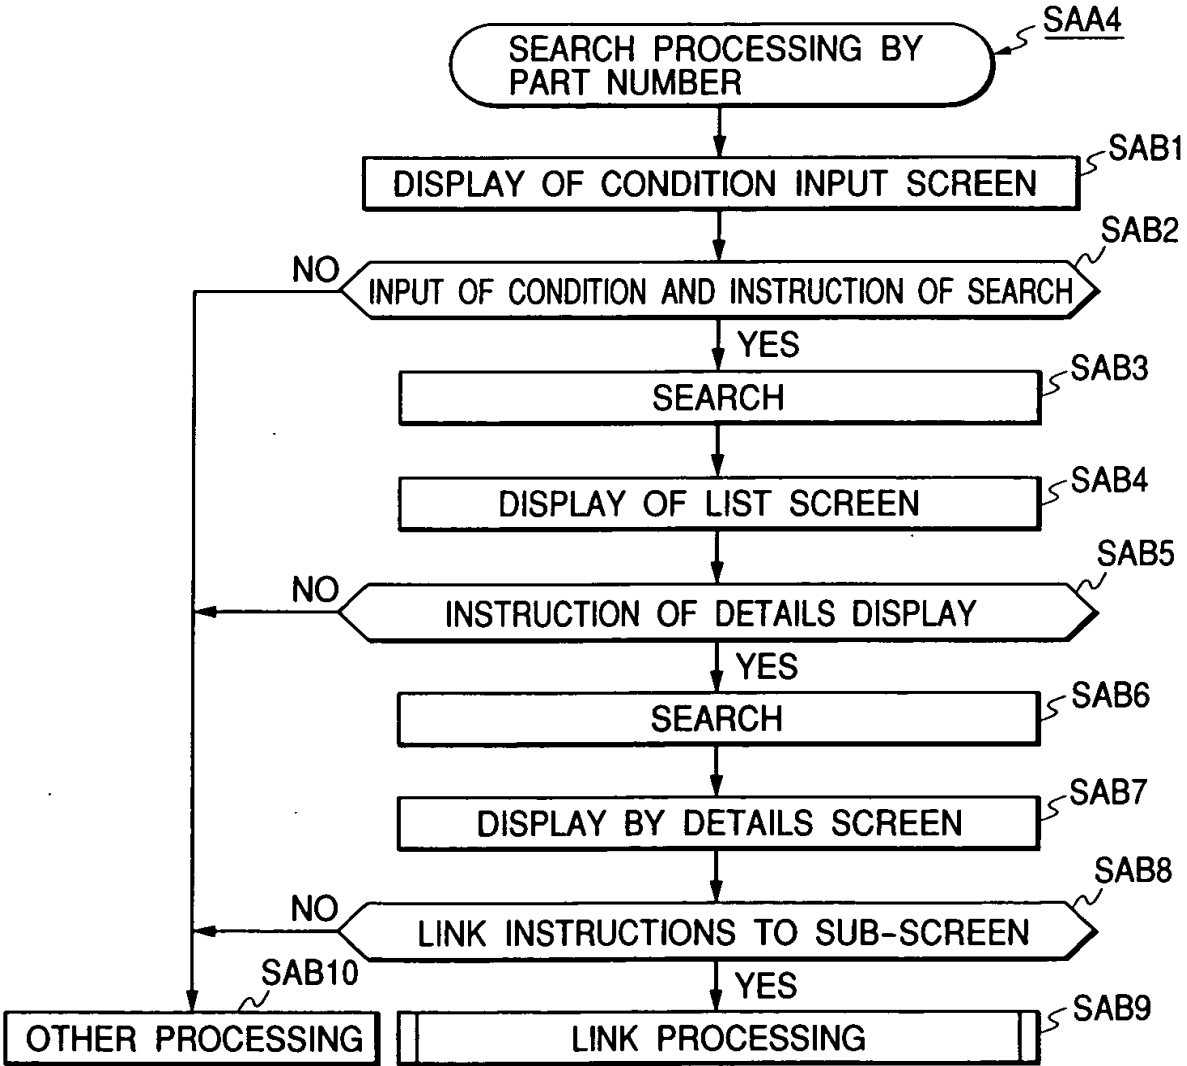 SAA4
SEARCH PROCESSING BY
PART NUMBER
SAB1
DISPLAY OF CONDITION INPUT SCREEN
SAB2
NO
INPUT OF CONDITION AND INSTRUCTION OF SEARCH
YES
SAB3
SEARCH
SAB4
DISPLAY OF LIST SCREEN
SAB5
NO
INSTRUCTION OF DETAILS DISPLAY
YES
SAB6
SEARCH
SAB7
DISPLAY BY DETAILS SCREEN
SAB8
NO
LINK INSTRUCTIONS TO SUB-SCREEN
SAB10
YES
SAB9
OTHER PROCESSING
LINK PROCESSING